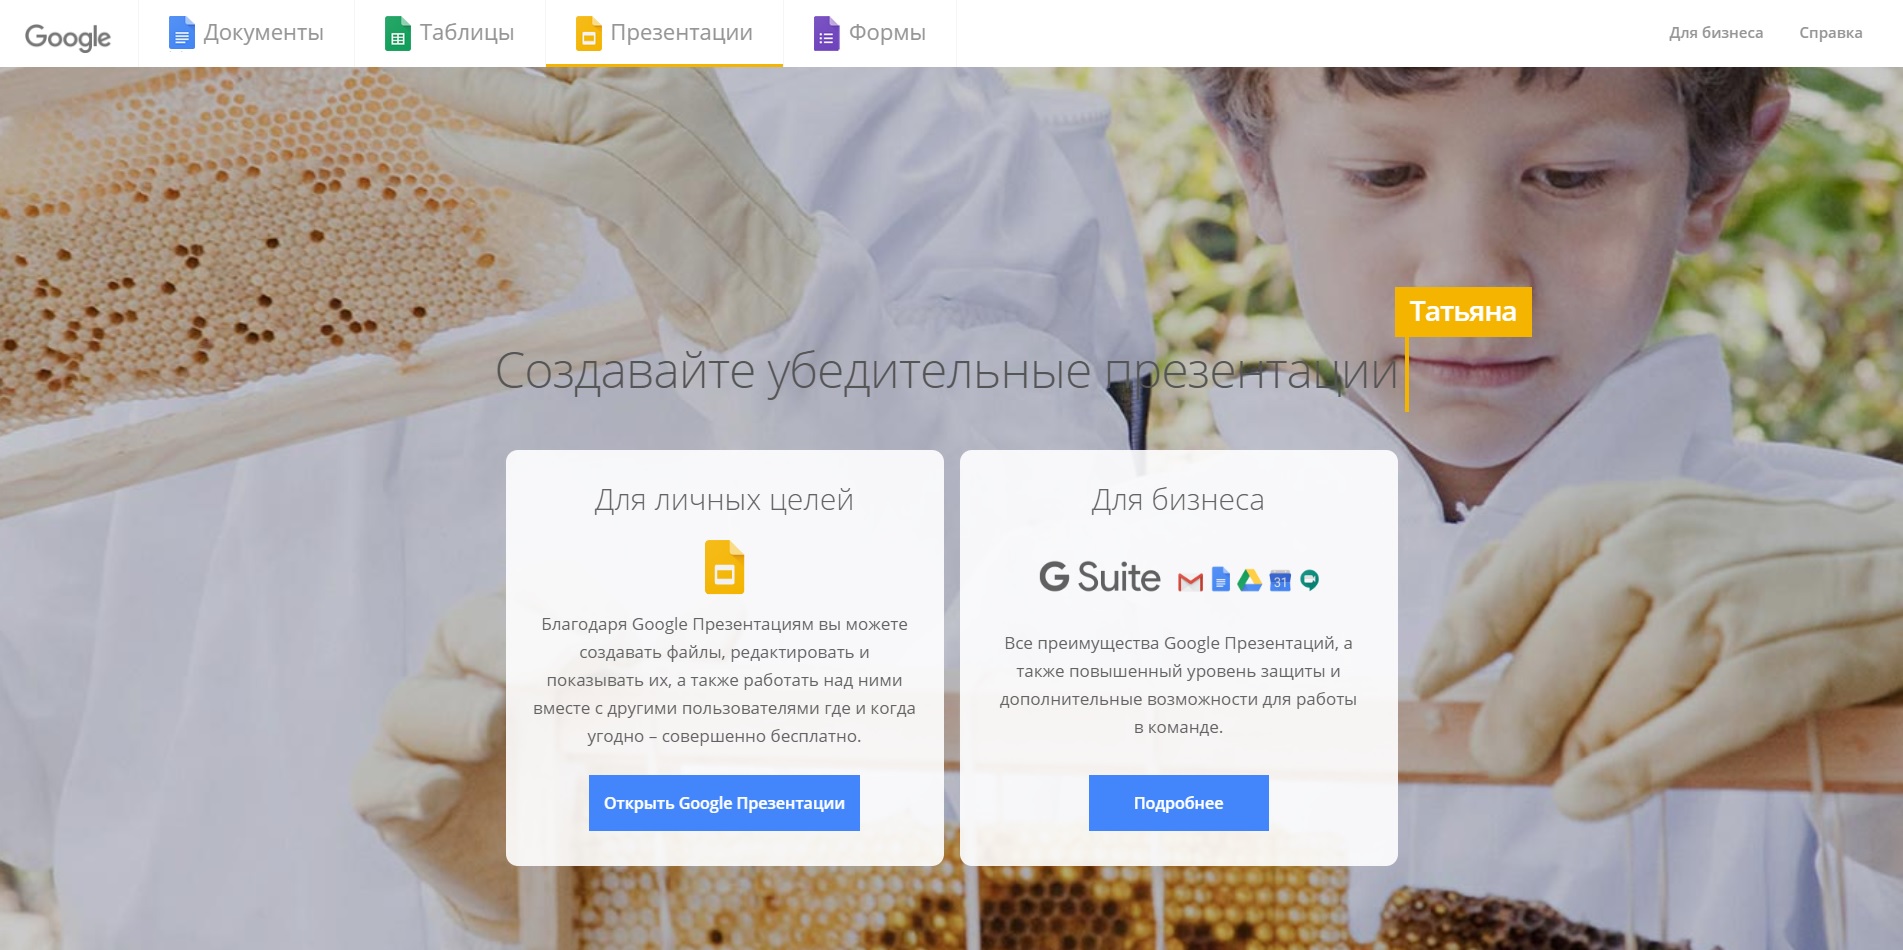 Google
Документы
Таблицы
Презентации
Формы
Для бизнеса
Справка
Татьяна
Создавайте убедительные презентации
Для личных целей
Благодаря Google Презентациям вы можете
создавать файлы, редактировать и
показывать их, а также работать над ними
вместе с другими пользователями где и когда
угодно – совершенно бесплатно.
Открыть Google Презентации
Для бизнеса
G Suite
31
Все преимущества Google Презентаций, а
также повышенный уровень защиты и
дополнительные возможности для работы
в команде.
Подробнее